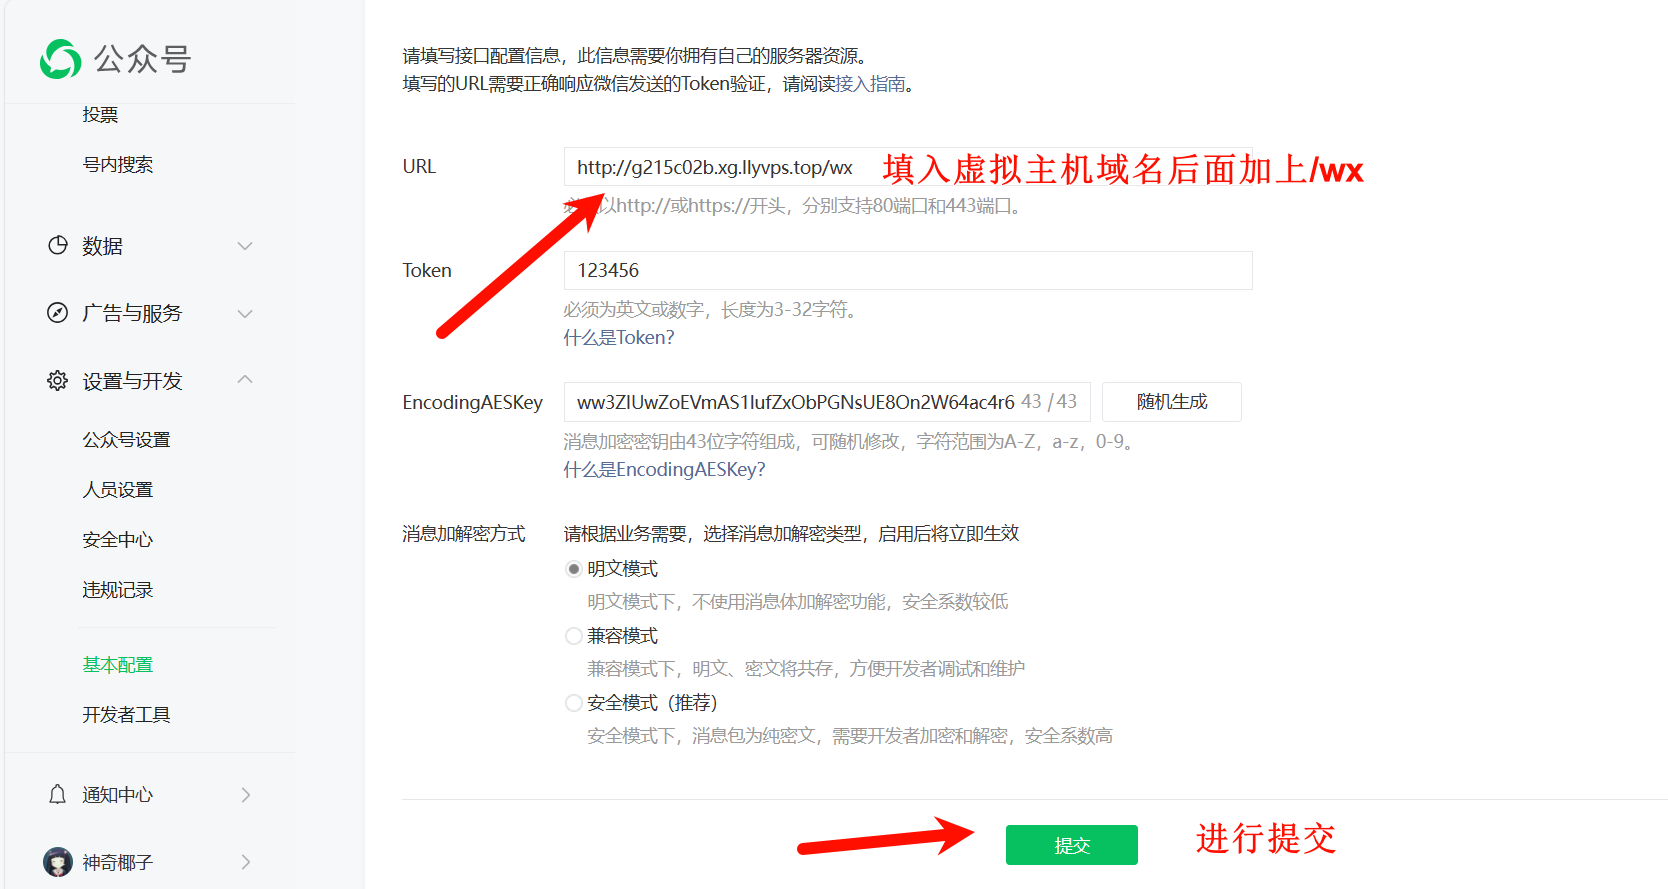 公众号
投票
号内搜索
数据
广告与服务
设置与开发
公众号设置
人员设置
安全中心
违规记录
基本配置
开发者工具
通知中心
神奇椰子
请填写接口配置信息，此信息需要你拥有自己的服务器资源。
填写的URL需要正确响应微信发送的Token验证，请阅读接入指南。
URL
http://g215c02b.xg.llyvps.top/wx
填入虚拟主机域名后面加上/wx
以http://或https://开头，分别支持80端口和443端口。
Token
123456
必须为英文或数字，长度为3-32字符。
什么是Token?
EncodingAESKey
ww3ZIUwZoEVmAS1lufZxObPGNsUE8On2W64ac4r6 43 /43
随机生成
消息加密密钥由43位字符组成，可随机修改，字符范围为A-Z，a-z，0-9。
什么是EncodingAESKey?
消息加解密方式
请根据业务需要，选择消息加解密类型，启用后将立即生效
明文模式
明文模式下，不使用消息体加解密功能，安全系数较低
兼容模式
兼容模式下，明文、密文将共存，方便开发者调试和维护
安全模式（推荐）
安全模式下，消息包为纯密文，需要开发者加密和解密，安全系数高
提交
进行提交